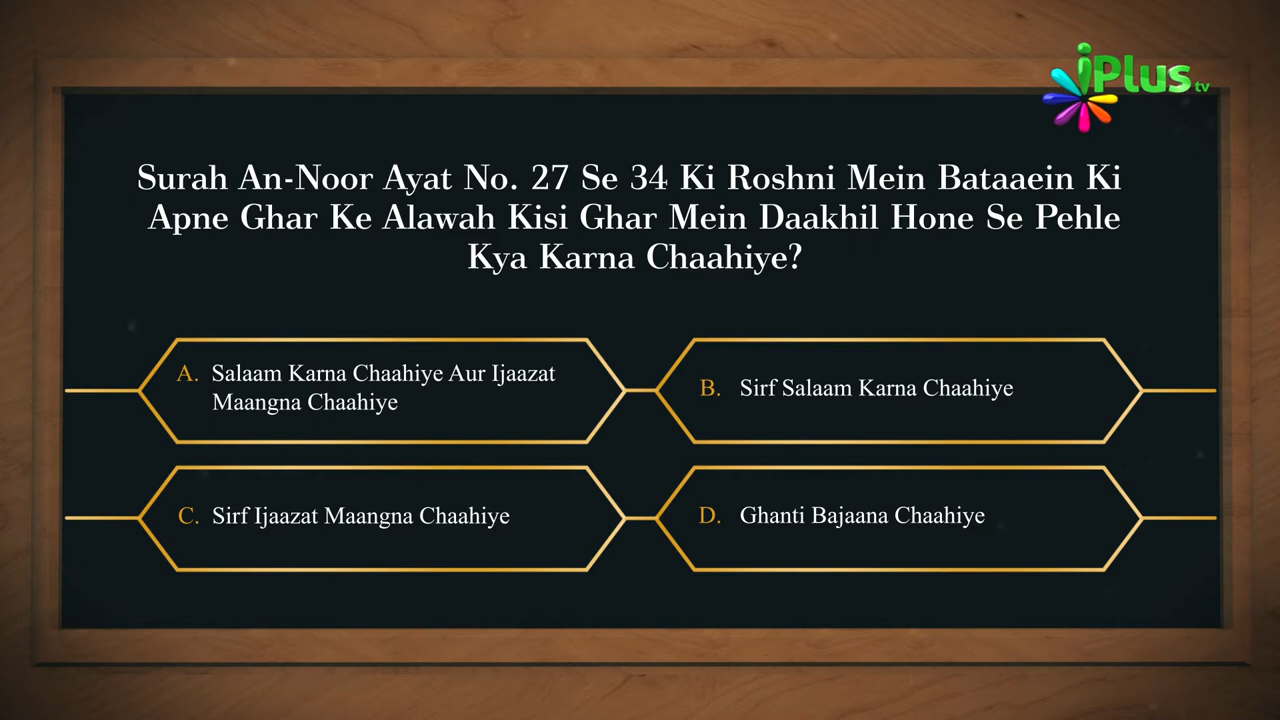 iPlus tv
Surah An-Noor Ayat No. 27 Se 34 Ki Roshni Mein Bataaein Ki
Apne Ghar Ke Alawah Kisi Ghar Mein Daakhil Hone Se Pehle
Kya Karna Chaahiye?
A. Salaam Karna Chaahiye Aur Ijaazat
Maangna Chaahiye
B. Sirf Salaam Karna Chaahiye
C. Sirf Ijaazat Maangna Chaahiye
D. Ghanti Bajaana Chaahiye